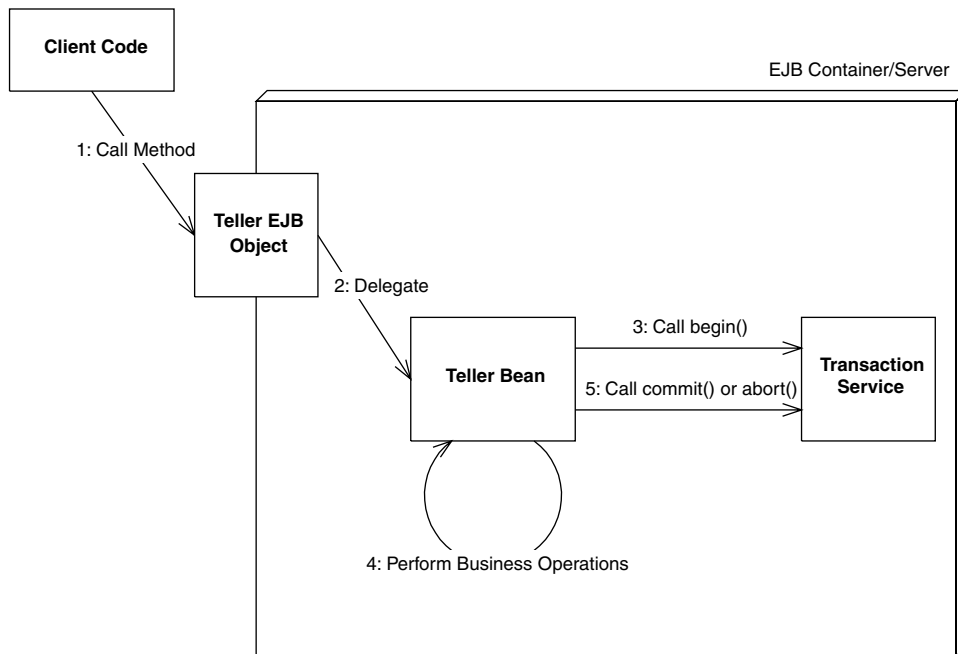 Client Code
EJB Container/Server
1: Call Method
Teller EJB
Object
2: Delegate
3: Call begin()
Teller Bean
Transaction
Service
5: Call commit() or abort()
4: Perform Business Operations